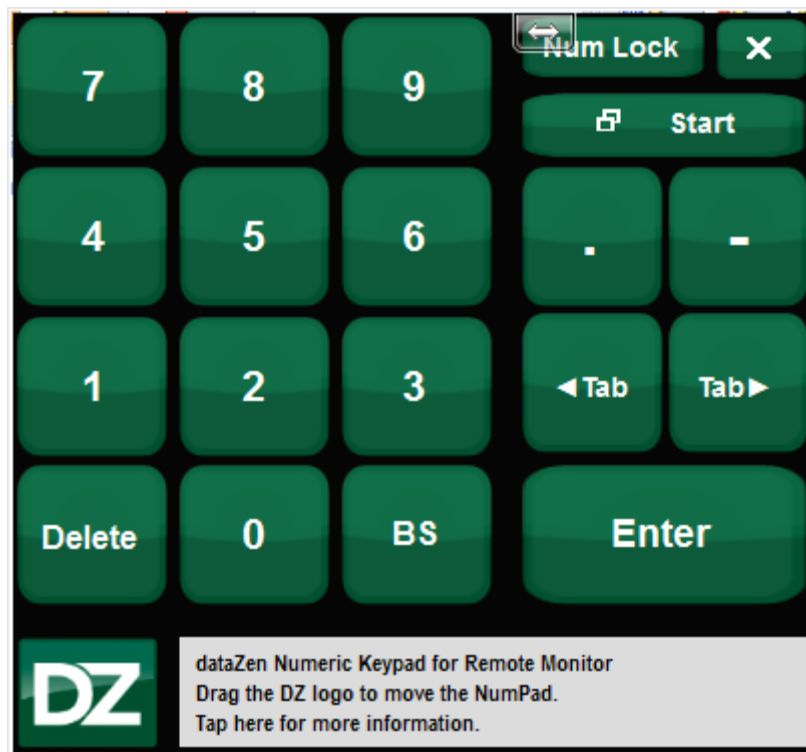 7 8 9 Num Lock ×
Start
4 5 6 . -
1 2 3 ◄Tab Tab►
Delete 0 BS Enter
DZ
dataZen Numeric Keypad for Remote Monitor
Drag the DZ logo to move the NumPad.
Tap here for more information.